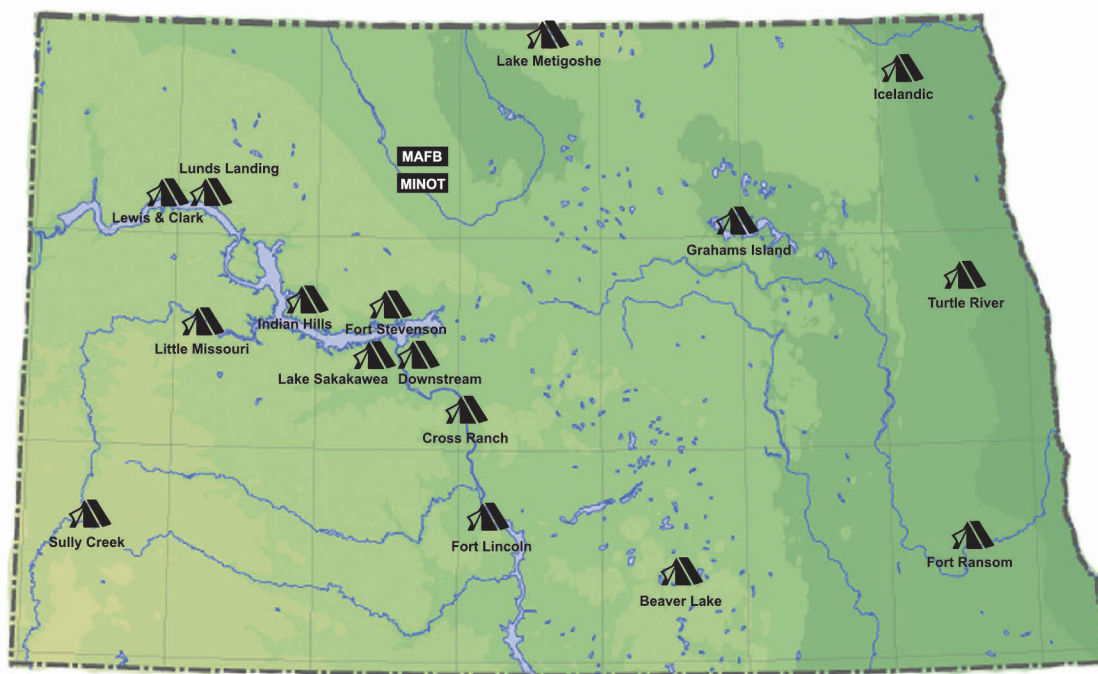 Lake Metigoshe
Icelandic
MAFB
MINOT
Lunds Landing
Lewis & Clark
Grahams Island
Turtle River
Indian Hills
Fort Stevenson
Little Missouri
Lake Sakakawea
Downstream
Cross Ranch
Sully Creek
Fort Lincoln
Fort Ransom
Beaver Lake